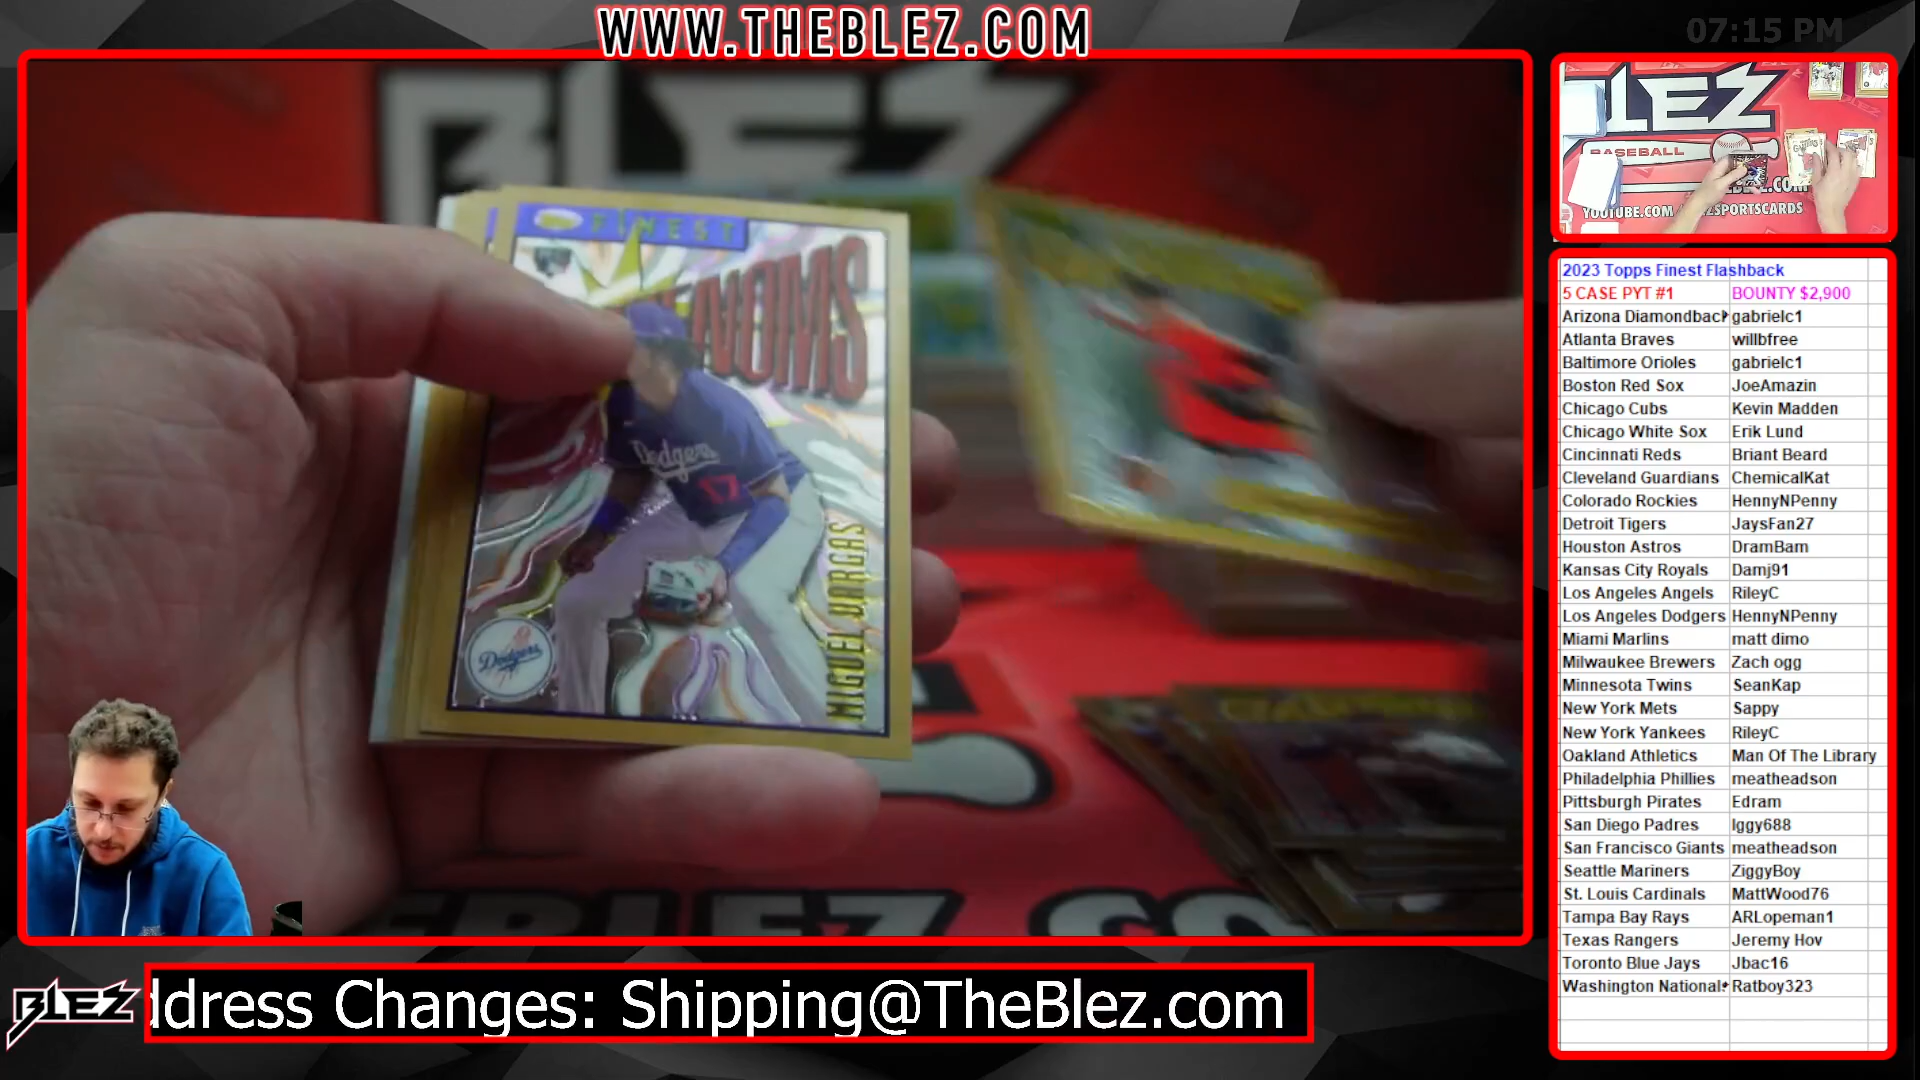 WWW.THEBLEZ.COM
07:15 PM
BLEZ
FINEST
Dodgers
17
MIGUEL VARGAS
Dodgers
BLEZ
ddress Changes: Shipping@TheBlez.com
LEZ
BASEBALL
2023 Topps Finest Flashback
5 CASE PYT #1 BOUNTY $2,900
Arizona Diamondback gabrielc1
Atlanta Braves willbfree
Baltimore Orioles gabrielc1
Boston Red Sox JoeAmazin
Chicago Cubs Kevin Madden
Chicago White Sox Erik Lund
Cincinnati Reds Briant Beard
Cleveland Guardians ChemicalKat
Colorado Rockies HennyNPenny
Detroit Tigers JaysFan27
Houston Astros DramBam
Kansas City Royals Damj91
Los Angeles Angels RileyC
Los Angeles Dodgers HennyNPenny
Miami Marlins matt dimo
Milwaukee Brewers Zach ogg
Minnesota Twins SeanKap
New York Mets Sappy
New York Yankees RileyC
Oakland Athletics Man Of The Library
Philadelphia Phillies meatheadson
Pittsburgh Pirates Edram
San Diego Padres Iggy688
San Francisco Giants meatheadson
Seattle Mariners ZiggyBoy
St. Louis Cardinals MattWood76
Tampa Bay Rays ARLopeman1
Texas Rangers Jeremy Hov
Toronto Blue Jays Jbac16
Washington Nationals Ratboy323